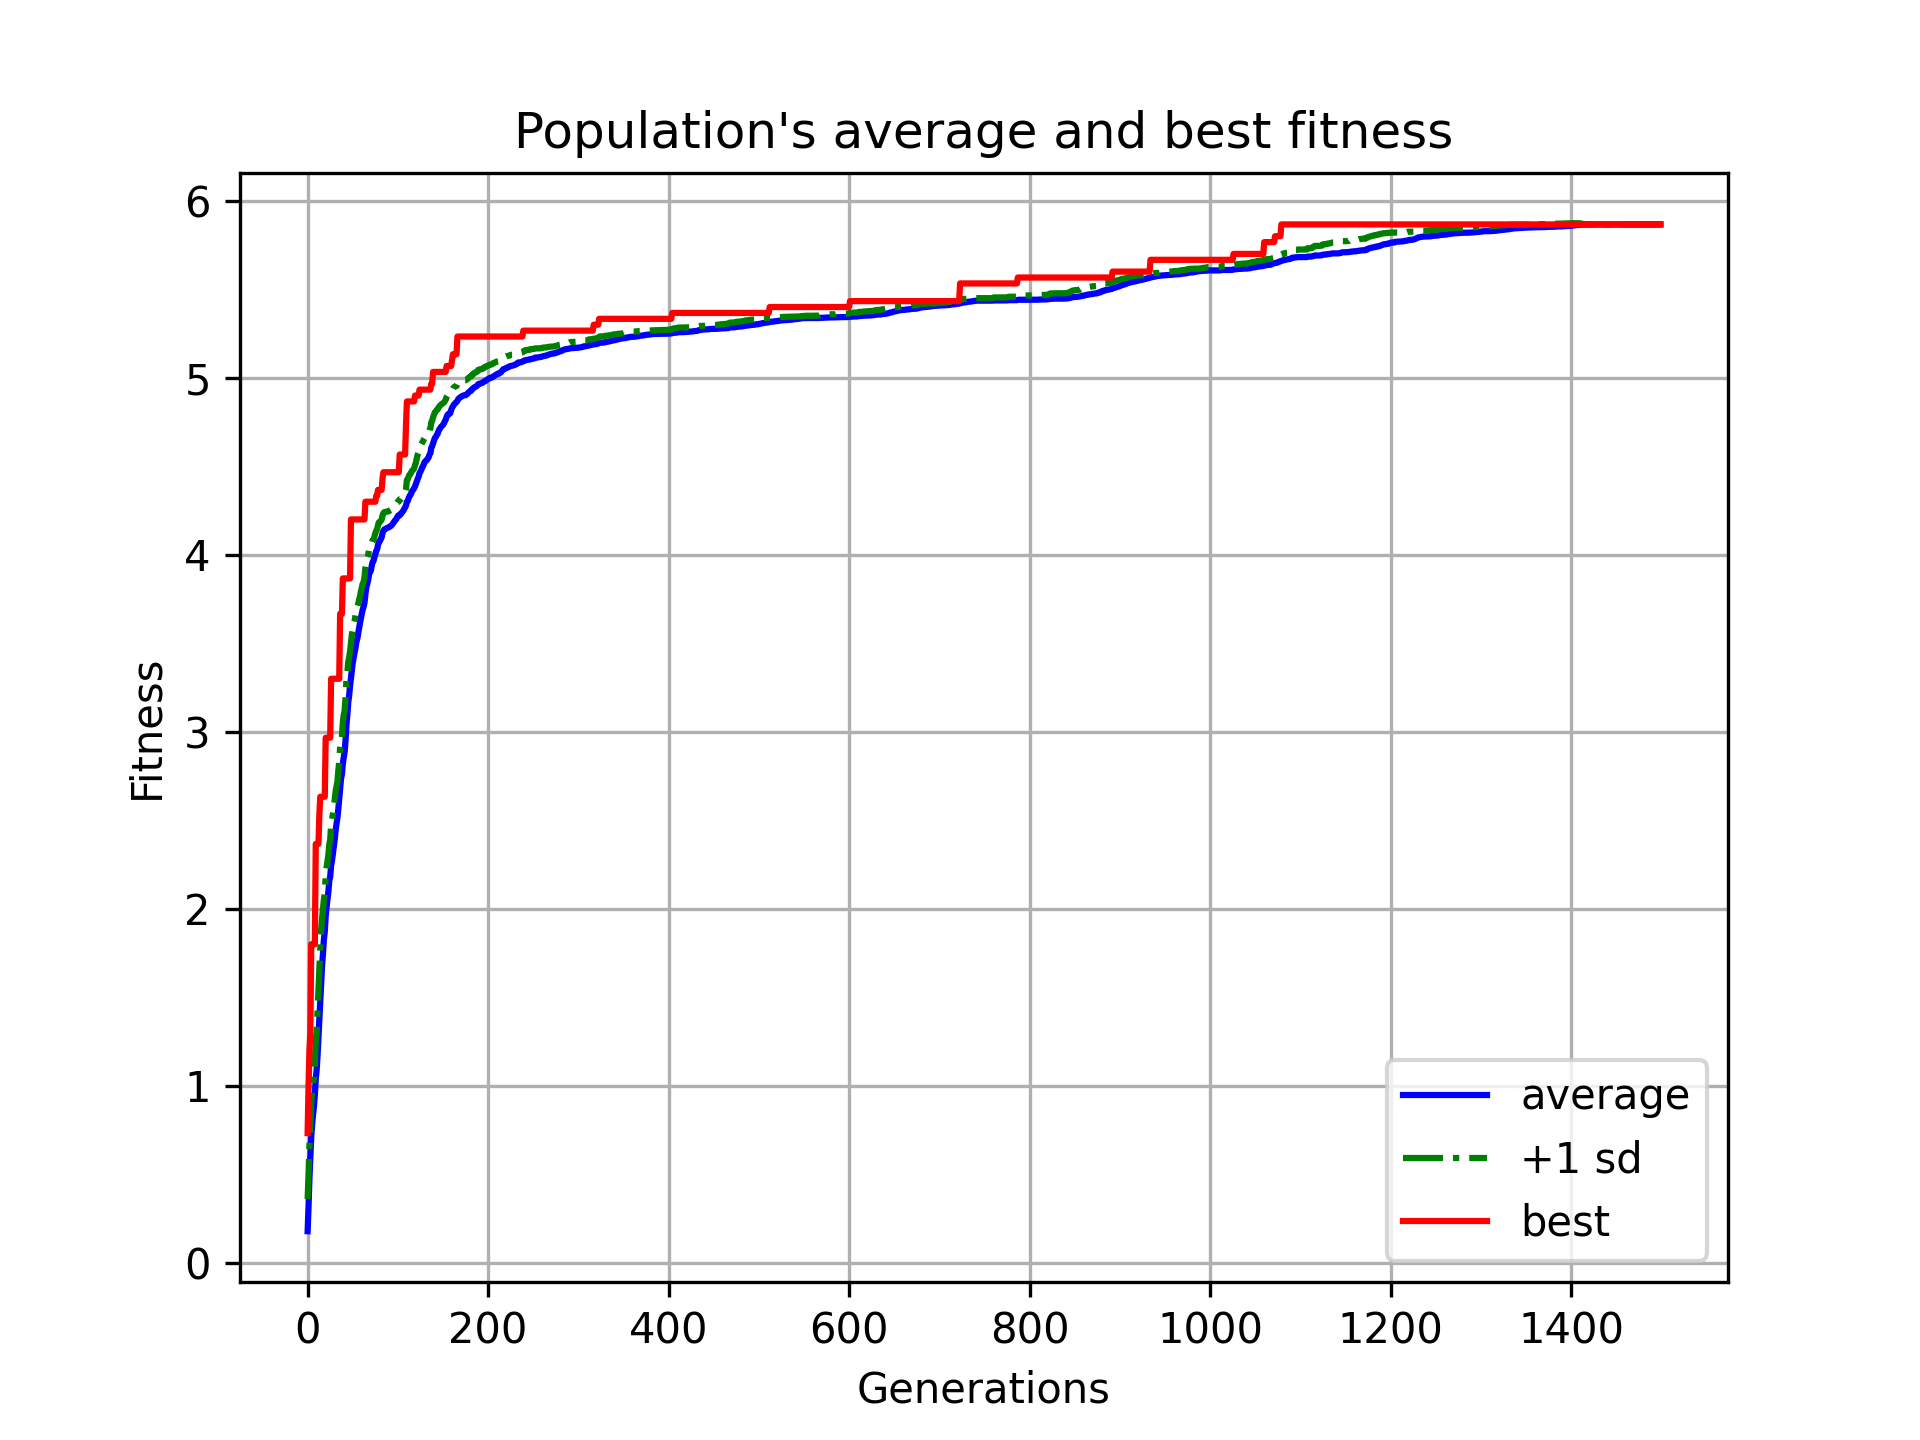 Population's average and best fitness
6
5
4
3
2
1
0
Fitness
average
+1 sd
best
0 200 400 600 800 1000 1200 1400
Generations